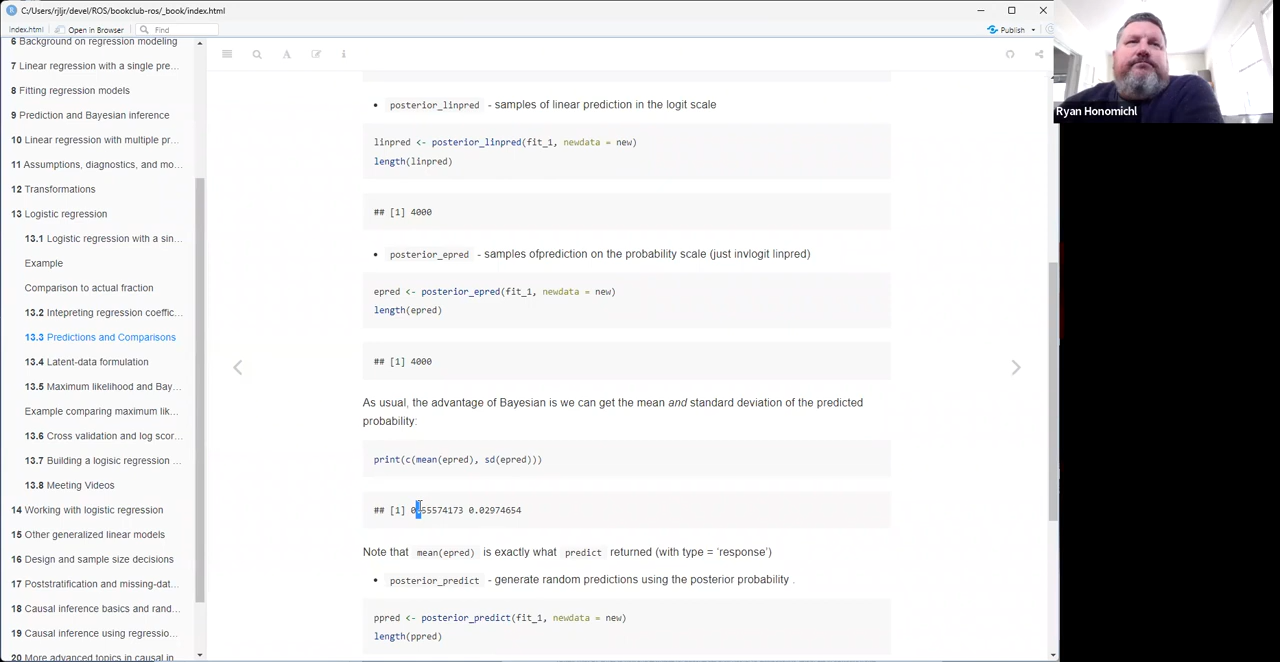 C:/Users/rjljr/devel/ROS/bookclub-ros/_book/index.html
index.html
Open in Browser
Find
Publish
6 Background on regression modeling
7 Linear regression with a single pre...
8 Fitting regression models
9 Prediction and Bayesian inference
10 Linear regression with multiple pr...
11 Assumptions, diagnostics, and mo...
12 Transformations
13 Logistic regression
13.1 Logistic regression with a sin...
Example
Comparison to actual fraction
13.2 Intepreting regression coeffic...
13.3 Predictions and Comparisons
13.4 Latent-data formulation
13.5 Maximum likelihood and Bay...
Example comparing maximum lik...
13.6 Cross validation and log scor...
13.7 Building a logisic regression ...
13.8 Meeting Videos
14 Working with logistic regression
15 Other generalized linear models
16 Design and sample size decisions
17 Poststratification and missing-dat...
18 Causal inference basics and rand...
19 Causal inference using regressio...
20 More advanced topics in causal in
• posterior_linpred - samples of linear prediction in the logit scale
linpred <- posterior_linpred(fit_1, newdata = new)
length(linpred)
## [1] 4000
• posterior_epred - samples ofprediction on the probability scale (just invlogit linpred)
epred <- posterior_epred(fit_1, newdata = new)
length(epred)
## [1] 4000
As usual, the advantage of Bayesian is we can get the mean and standard deviation of the predicted
probability:
print(c(mean(epred), sd(epred)))
## [1] 0.55574173 0.02974654
Note that mean(epred) is exactly what predict returned (with type = 'response')
• posterior_predict - generate random predictions using the posterior probability .
ppred <- posterior_predict(fit_1, newdata = new)
length(ppred)
Ryan Honomichl